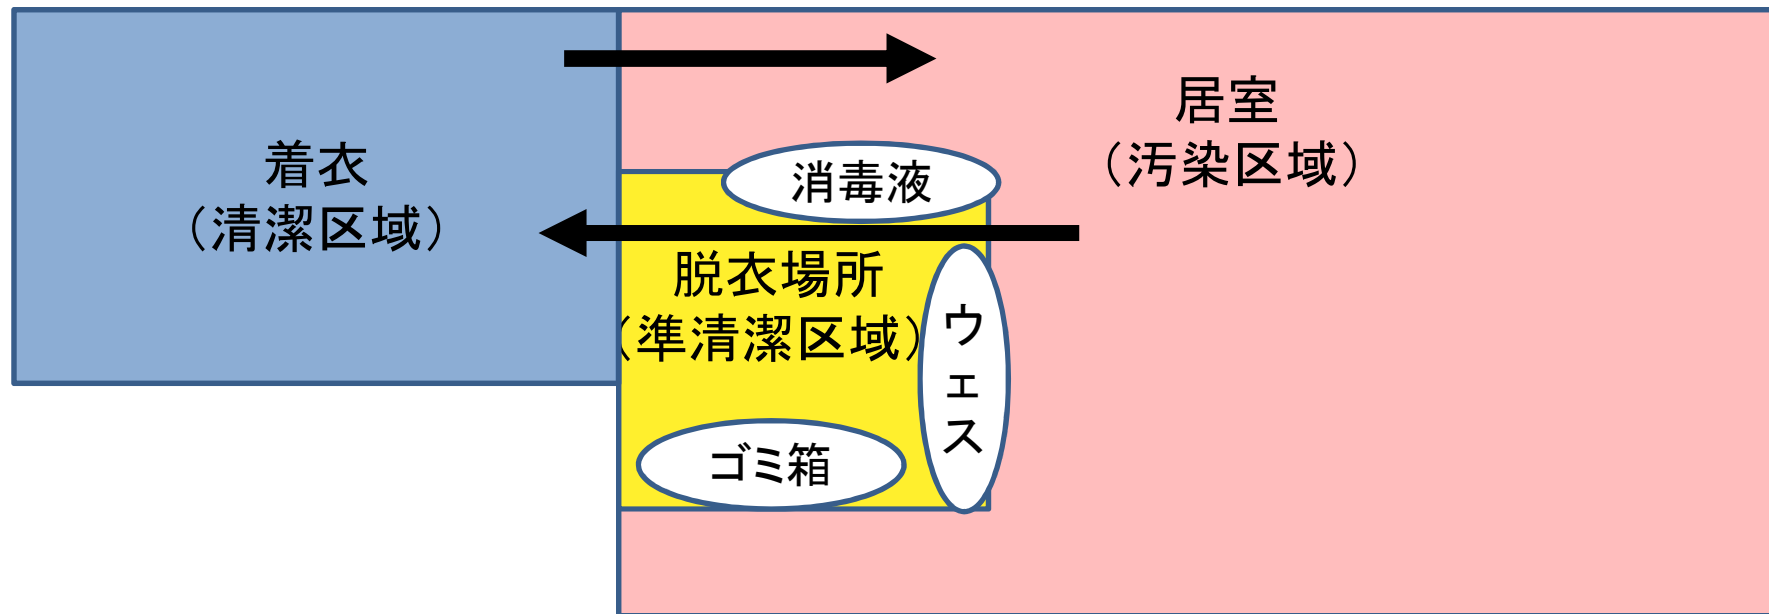 着衣
（清潔区域）
居室
（汚染区域）
消毒液
脱衣場所
（準清潔区域）
ウェス
ゴミ箱